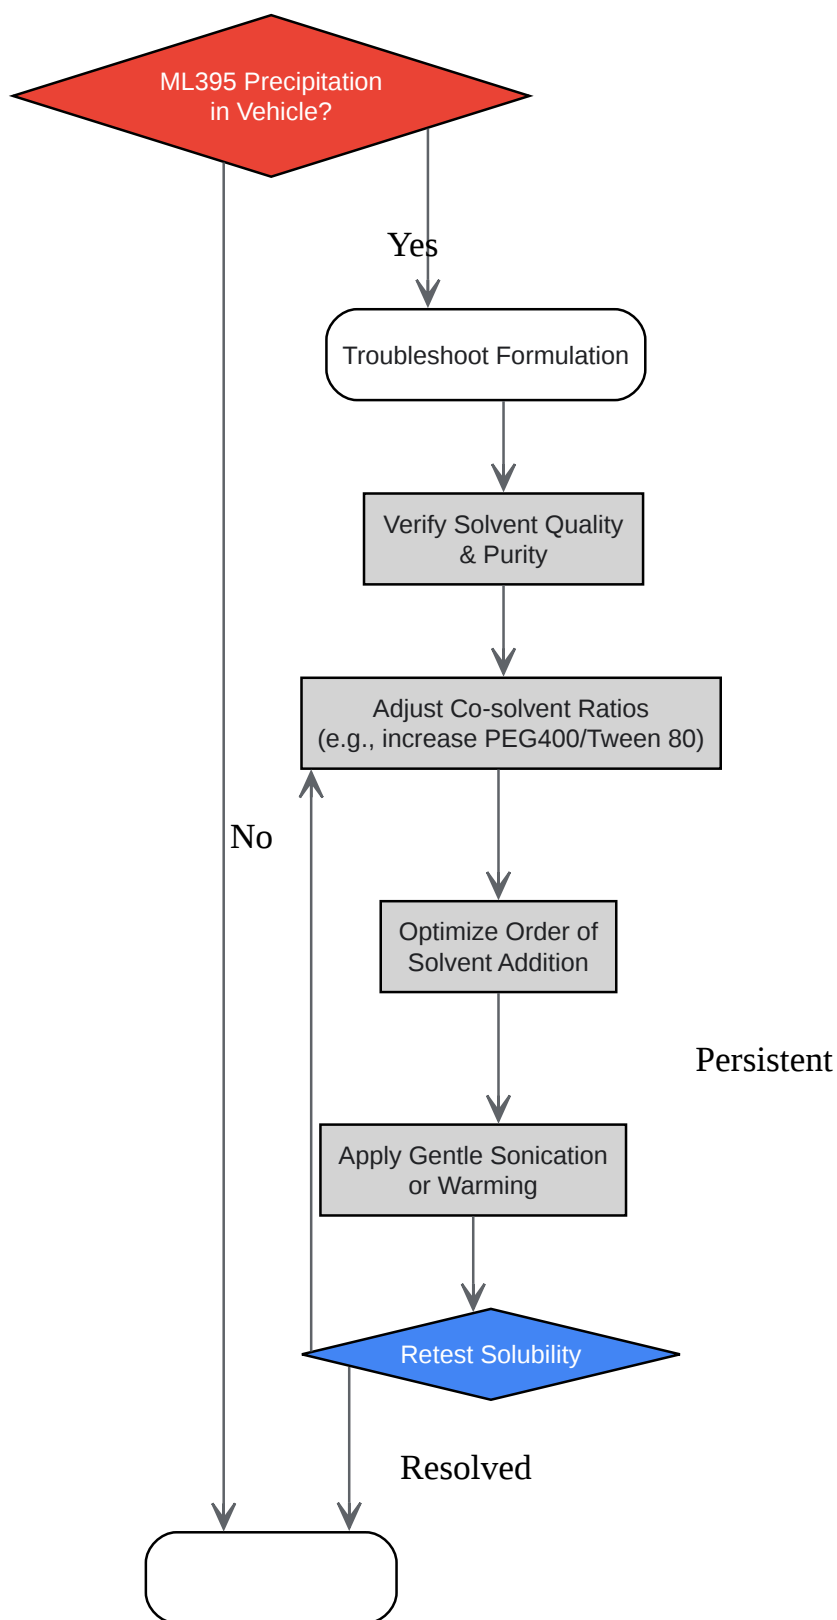 ML395 Precipitation
in Vehicle?
Yes
Troubleshoot Formulation
Verify Solvent Quality
& Purity
Adjust Co-solvent Ratios
(e.g., increase PEG400/Tween 80)
No
Optimize Order of
Solvent Addition
Persistent
Apply Gentle Sonication
or Warming
Retest Solubility
Resolved